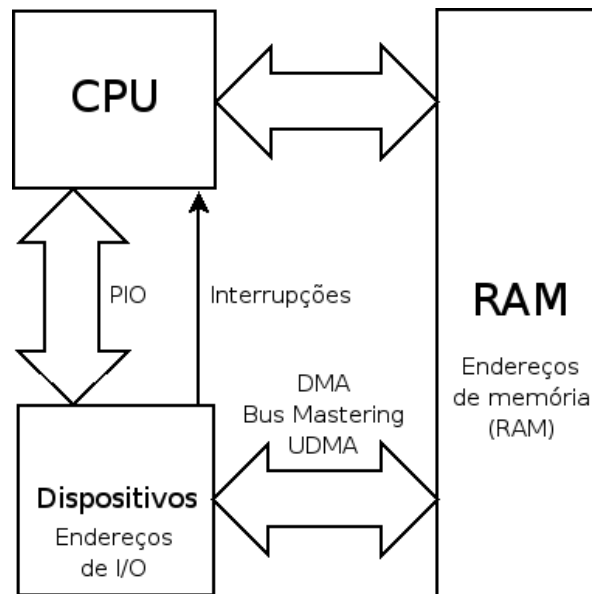 CPU
PIO
Interrupções
RAM
Endereços
de memória
(RAM)
DMA
Bus Mastering
UDMA
Dispositivos
Endereços
de I/O